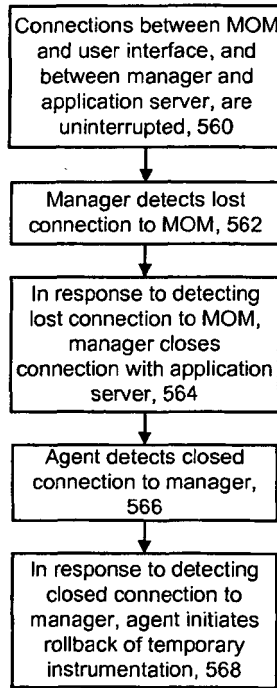 Connections between MOM
and user interface, and
between manager and
application server, are
uninterrupted, 560
Manager detects lost
connection to MOM, 562
In response to detecting
lost connection to MOM,
manager closes
connection with application
server, 564
Agent detects closed
connection to manager,
566
In response to detecting
closed connection to
manager, agent initiates
rollback of temporary
instrumentation, 568